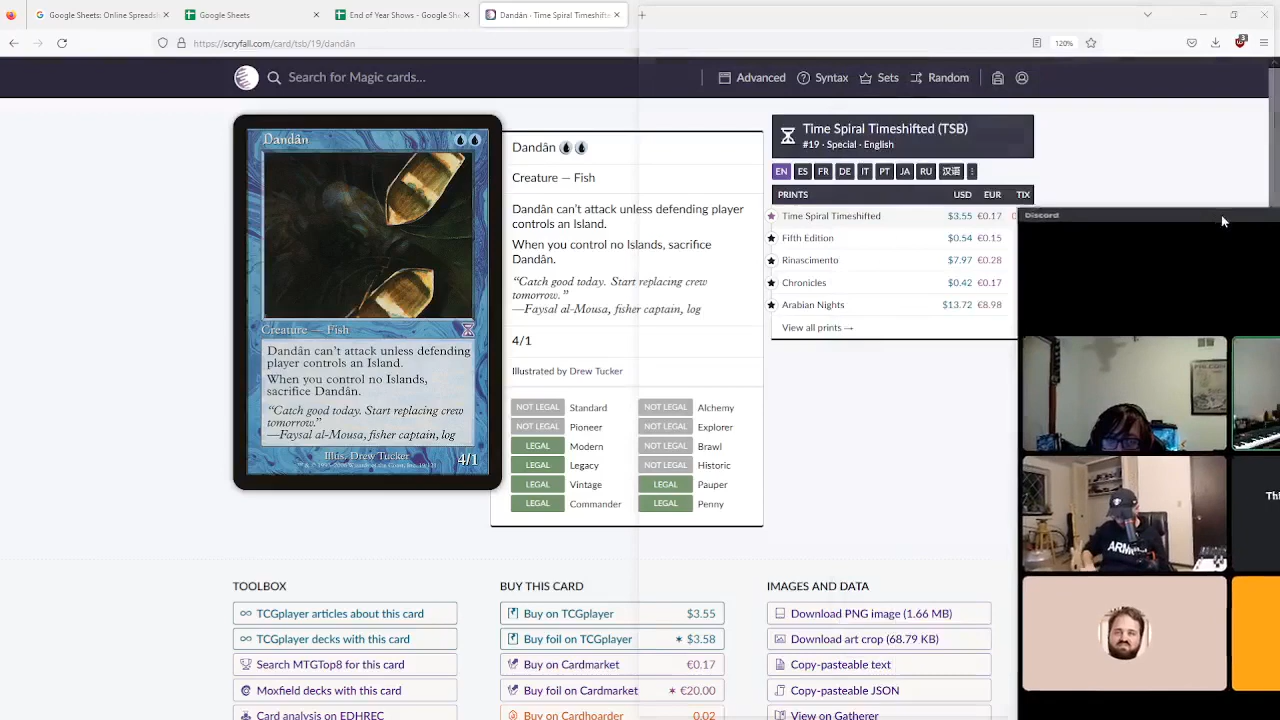 Google Sheets: Online Spreads
Google Sheets
End of Year Shows - Google She
Dandân · Time Spiral Timeshifte
https://scryfall.com/card/tsb/19/dandân
120%
3
Search for Magic cards...
Advanced
Syntax
Sets
Random
Dandân
Creature — Fish
Dandân can't attack unless defending
player controls an Island.
When you control no Islands,
sacrifice Dandân.
"Catch good today. Start replacing crew
tomorrow."
—Faysal al-Mousa, fisher captain, log
Illus. Drew Tucker
4/1
Dandân
Creature — Fish
Dandân can't attack unless defending player
controls an Island.
When you control no Islands, sacrifice
Dandân.
"Catch good today. Start replacing crew
tomorrow."
—Faysal al-Mousa, fisher captain, log
4/1
Illustrated by Drew Tucker
NOT LEGAL Standard NOT LEGAL Alchemy
NOT LEGAL Pioneer NOT LEGAL Explorer
LEGAL Modern NOT LEGAL Brawl
LEGAL Legacy NOT LEGAL Historic
LEGAL Vintage LEGAL Pauper
LEGAL Commander LEGAL Penny
Time Spiral Timeshifted (TSB)
#19 · Special · English
EN ES FR DE IT PT JA RU 汉语
PRINTS USD EUR TIX
Time Spiral Timeshifted $3.55 €0.17
Fifth Edition $0.54 €0.15
Rinascimento $7.97 €0.28
Chronicles $0.42 €0.17
Arabian Nights $13.72 €8.98
View all prints →
Discord
ARM
Thi
TOOLBOX
TCGplayer articles about this card
TCGplayer decks with this card
Search MTGTop8 for this card
Moxfield decks with this card
Card analysis on EDHREC
BUY THIS CARD
Buy on TCGplayer $3.55
Buy foil on TCGplayer ✶ $3.58
Buy on Cardmarket €0.17
Buy foil on Cardmarket ✶ €20.00
Buy on Cardhoarder 0.02
IMAGES AND DATA
Download PNG image (1.66 MB)
Download art crop (68.79 KB)
Copy-pasteable text
Copy-pasteable JSON
View on Gatherer